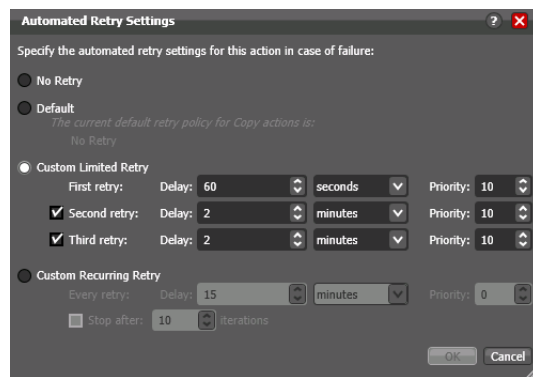 Automated Retry Settings ?
Specify the automated retry settings for this action in case of failure:
No Retry
Default
The current default retry policy for Copy actions is:
No Retry
Custom Limited Retry
First retry: Delay: 60 seconds Priority: 10
Second retry: Delay: 2 minutes Priority: 10
Third retry: Delay: 2 minutes Priority: 10
Custom Recurring Retry
Every retry: Delay: 15 minutes Priority: 0
Stop after: 10 iterations
OK Cancel